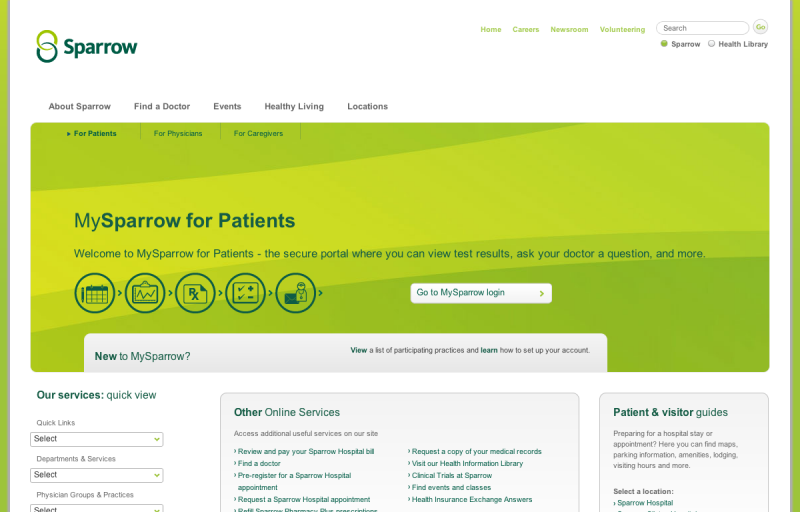 Home Careers Newsroom Volunteering
Search
Go
Sparrow
Sparrow Health Library
About Sparrow Find a Doctor Events Healthy Living Locations
For Patients For Physicians For Caregivers
MySparrow for Patients
Welcome to MySparrow for Patients - the secure portal where you can view test results, ask your doctor a question, and more.
Rx
Go to MySparrow login
New to MySparrow?
View a list of participating practices and learn how to set up your account.
Our services: quick view
Quick Links
Select
Departments & Services
Select
Physician Groups & Practices
Select
Other Online Services
Access additional useful services on our site
Review and pay your Sparrow Hospital bill
Find a doctor
Pre-register for a Sparrow Hospital
appointment
Request a Sparrow Hospital appointment
Refill Sparrow Pharmacy Plus prescriptions
Request a copy of your medical records
Visit our Health Information Library
Clinical Trials at Sparrow
Find events and classes
Health Insurance Exchange Answers
Patient & visitor guides
Preparing for a hospital stay or
appointment? Here you can find maps,
parking information, amenities, lodging,
visiting hours and more.
Select a location:
Sparrow Hospital